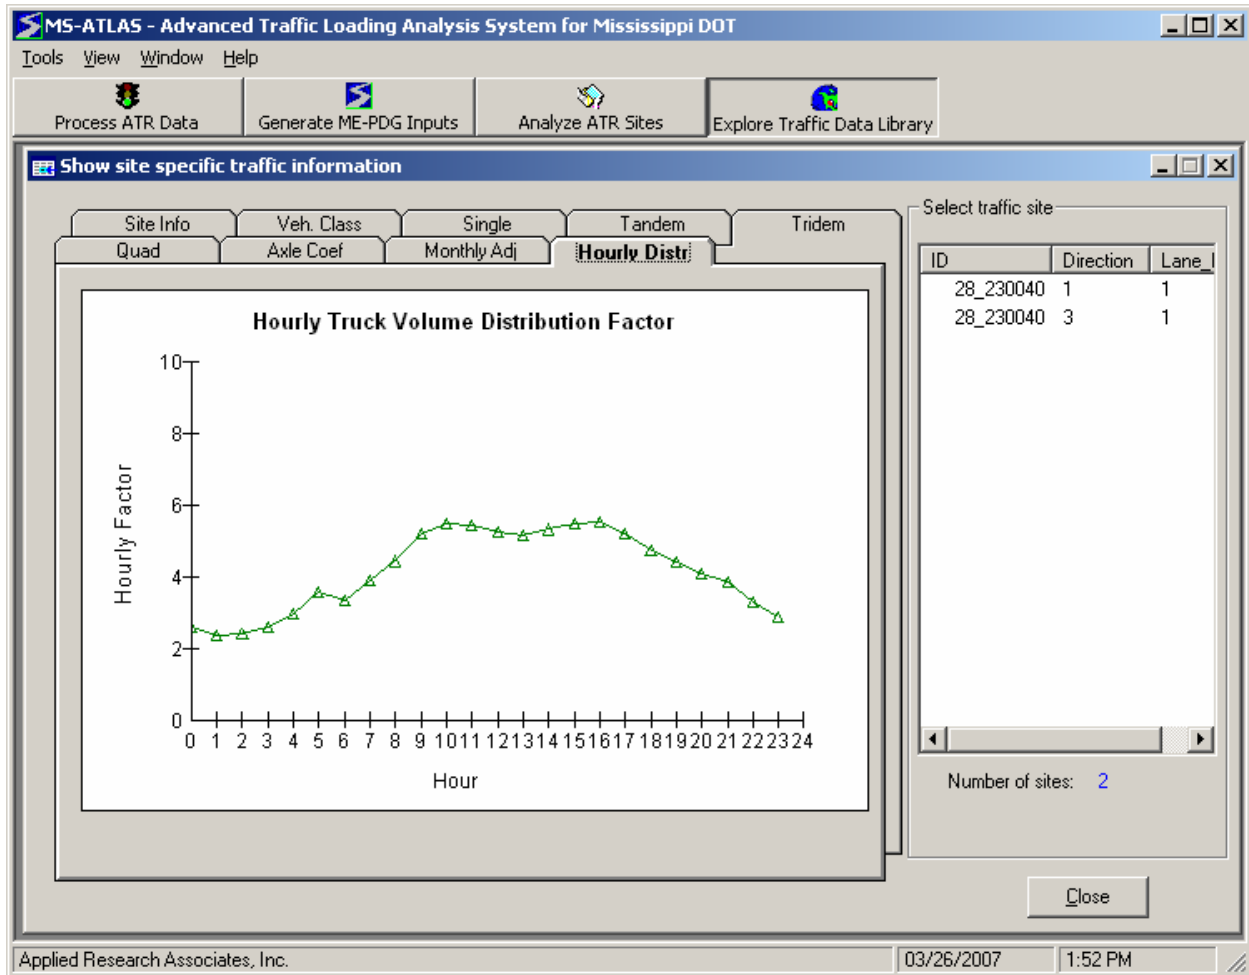 MS-ATLAS - Advanced Traffic Loading Analysis System for Mississippi DOT
Tools View Window Help
Process ATR Data Generate ME-PDG Inputs Analyze ATR Sites Explore Traffic Data Library
Show site specific traffic information
Site Info Veh. Class Single Tandem Tridem
Quad Axle Coef Monthly Adj Hourly Distr
Hourly Truck Volume Distribution Factor
10
8
6
4
2
0
Hourly Factor
0 1 2 3 4 5 6 7 8 9 10 11 12 13 14 15 16 17 18 19 20 21 22 23 24
Hour
Select traffic site
ID Direction Lane_
28_230040 1 1
28_230040 3 1
Number of sites: 2
Close
Applied Research Associates, Inc. 03/26/2007 1:52 PM